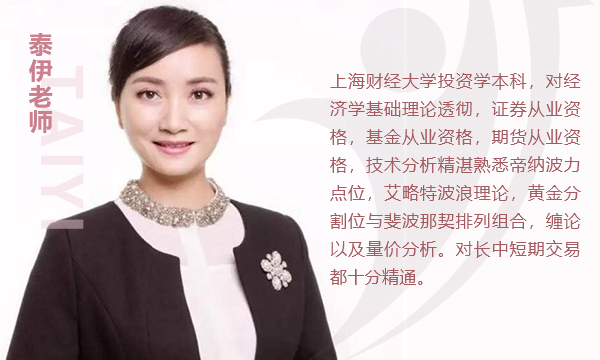 泰伊老师
TAIYI
上海财经大学投资学本科，对经
济学基础理论透彻，证券从业资
格，基金从业资格，期货从业资
格，技术分析精湛熟悉帝纳波力
点位，艾略特波浪理论，黄金分
割位与斐波那契排列组合，缠论
以及量价分析。对长中短期交易
都十分精通。